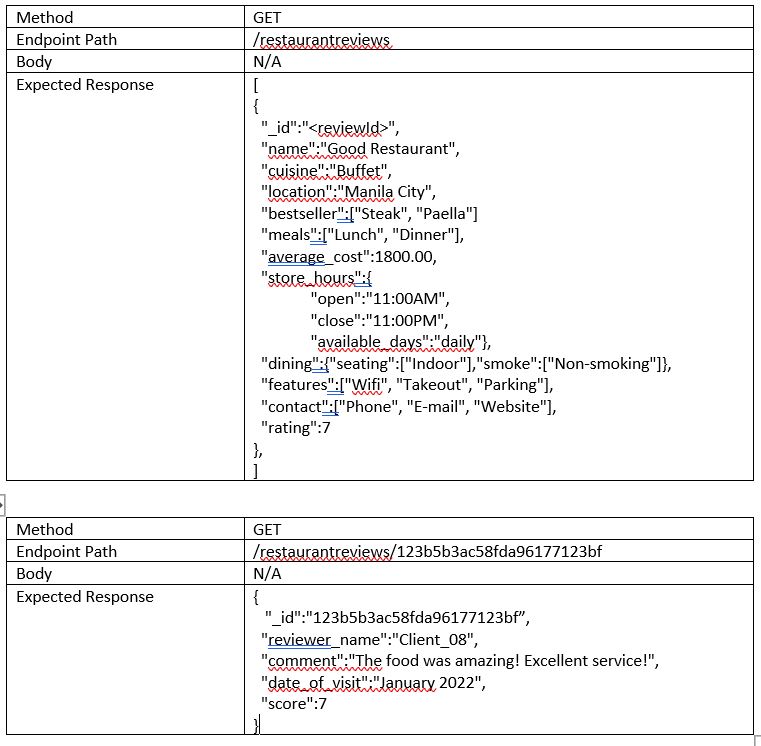 Method GET
Endpoint Path /restaurantreviews
Body N/A
Expected Response [
{
"_id":"<reviewId>",
"name":"Good Restaurant",
"cuisine":"Buffet",
"location":"Manila City",
"bestseller":["Steak", "Paella"]
"meals":["Lunch", "Dinner"],
"average_cost":1800.00,
"store_hours":{
"open":"11:00AM",
"close":"11:00PM",
"available_days":"daily"},
"dining":{"seating":["Indoor"],"smoke":["Non-smoking"]},
"features":["Wifi", "Takeout", "Parking"],
"contact":["Phone", "E-mail", "Website"],
"rating":7
},
]
Method GET
Endpoint Path /restaurantreviews/123b5b3ac58fda96177123bf
Body N/A
Expected Response {
"_id":"123b5b3ac58fda96177123bf”,
"reviewer_name":"Client_08",
"comment":"The food was amazing! Excellent service!",
"date_of_visit":"January 2022",
"score":7
}